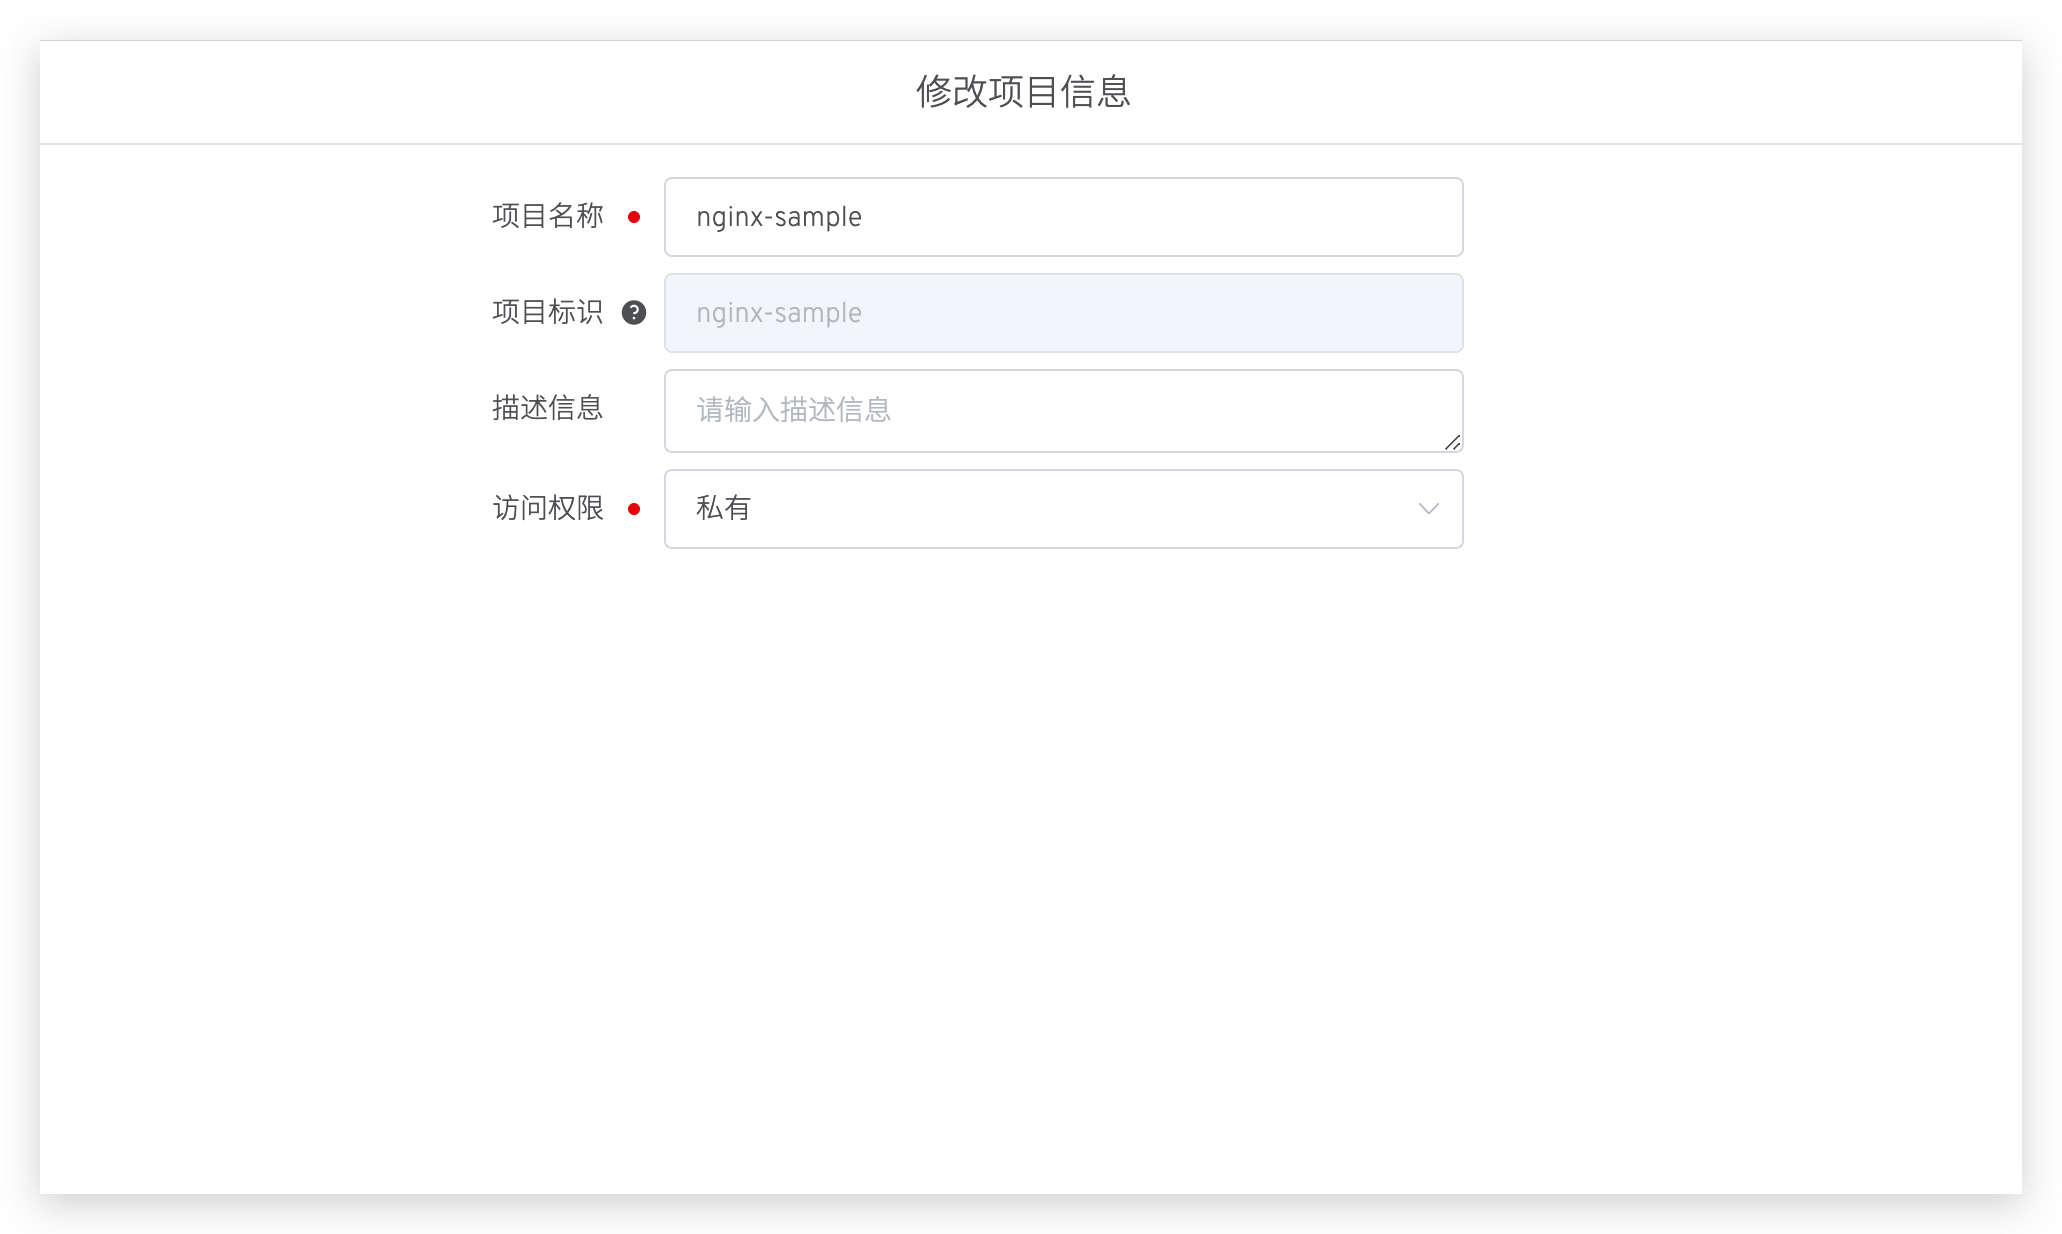 修改项目信息
项目名称 nginx-sample
项目标识 ? nginx-sample
描述信息 请输入描述信息
访问权限 私有